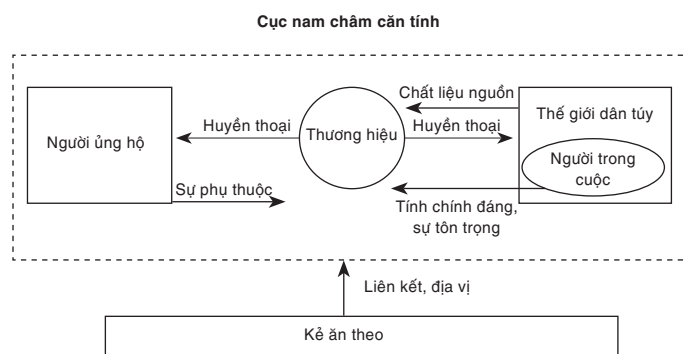 Cục nam châm căn tính
Chất liệu nguồn
Thế giới dân túy
Người ủng hộ
Huyền thoại
Thương hiệu
Huyền thoại
Người trong
cuộc
Sự phụ thuộc
Tính chính đáng,
sự tôn trọng
Liên kết, địa vị
Kẻ ăn theo